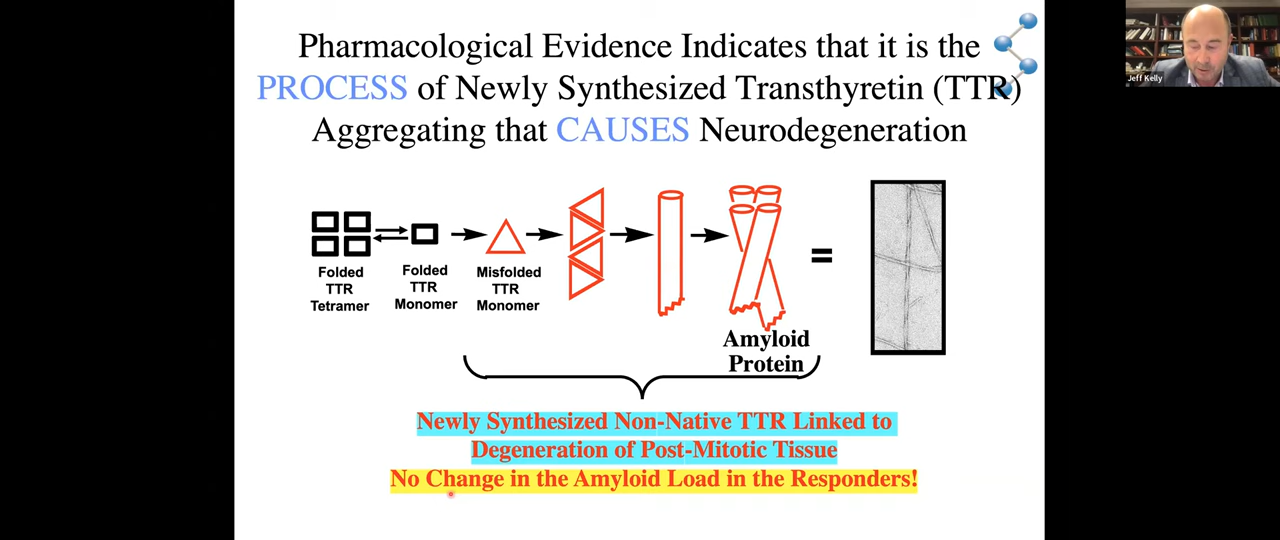 Pharmacological Evidence Indicates that it is the
PROCESS of Newly Synthesized Transthyretin (TTR)
Aggregating that CAUSES Neurodegeneration
Jeff Kelly
=
Folded
TTR
Tetramer
Folded
TTR
Monomer
Misfolded
TTR
Monomer
Amyloid
Protein
Newly Synthesized Non-Native TTR Linked to
Degeneration of Post-Mitotic Tissue
No Change in the Amyloid Load in the Responders!